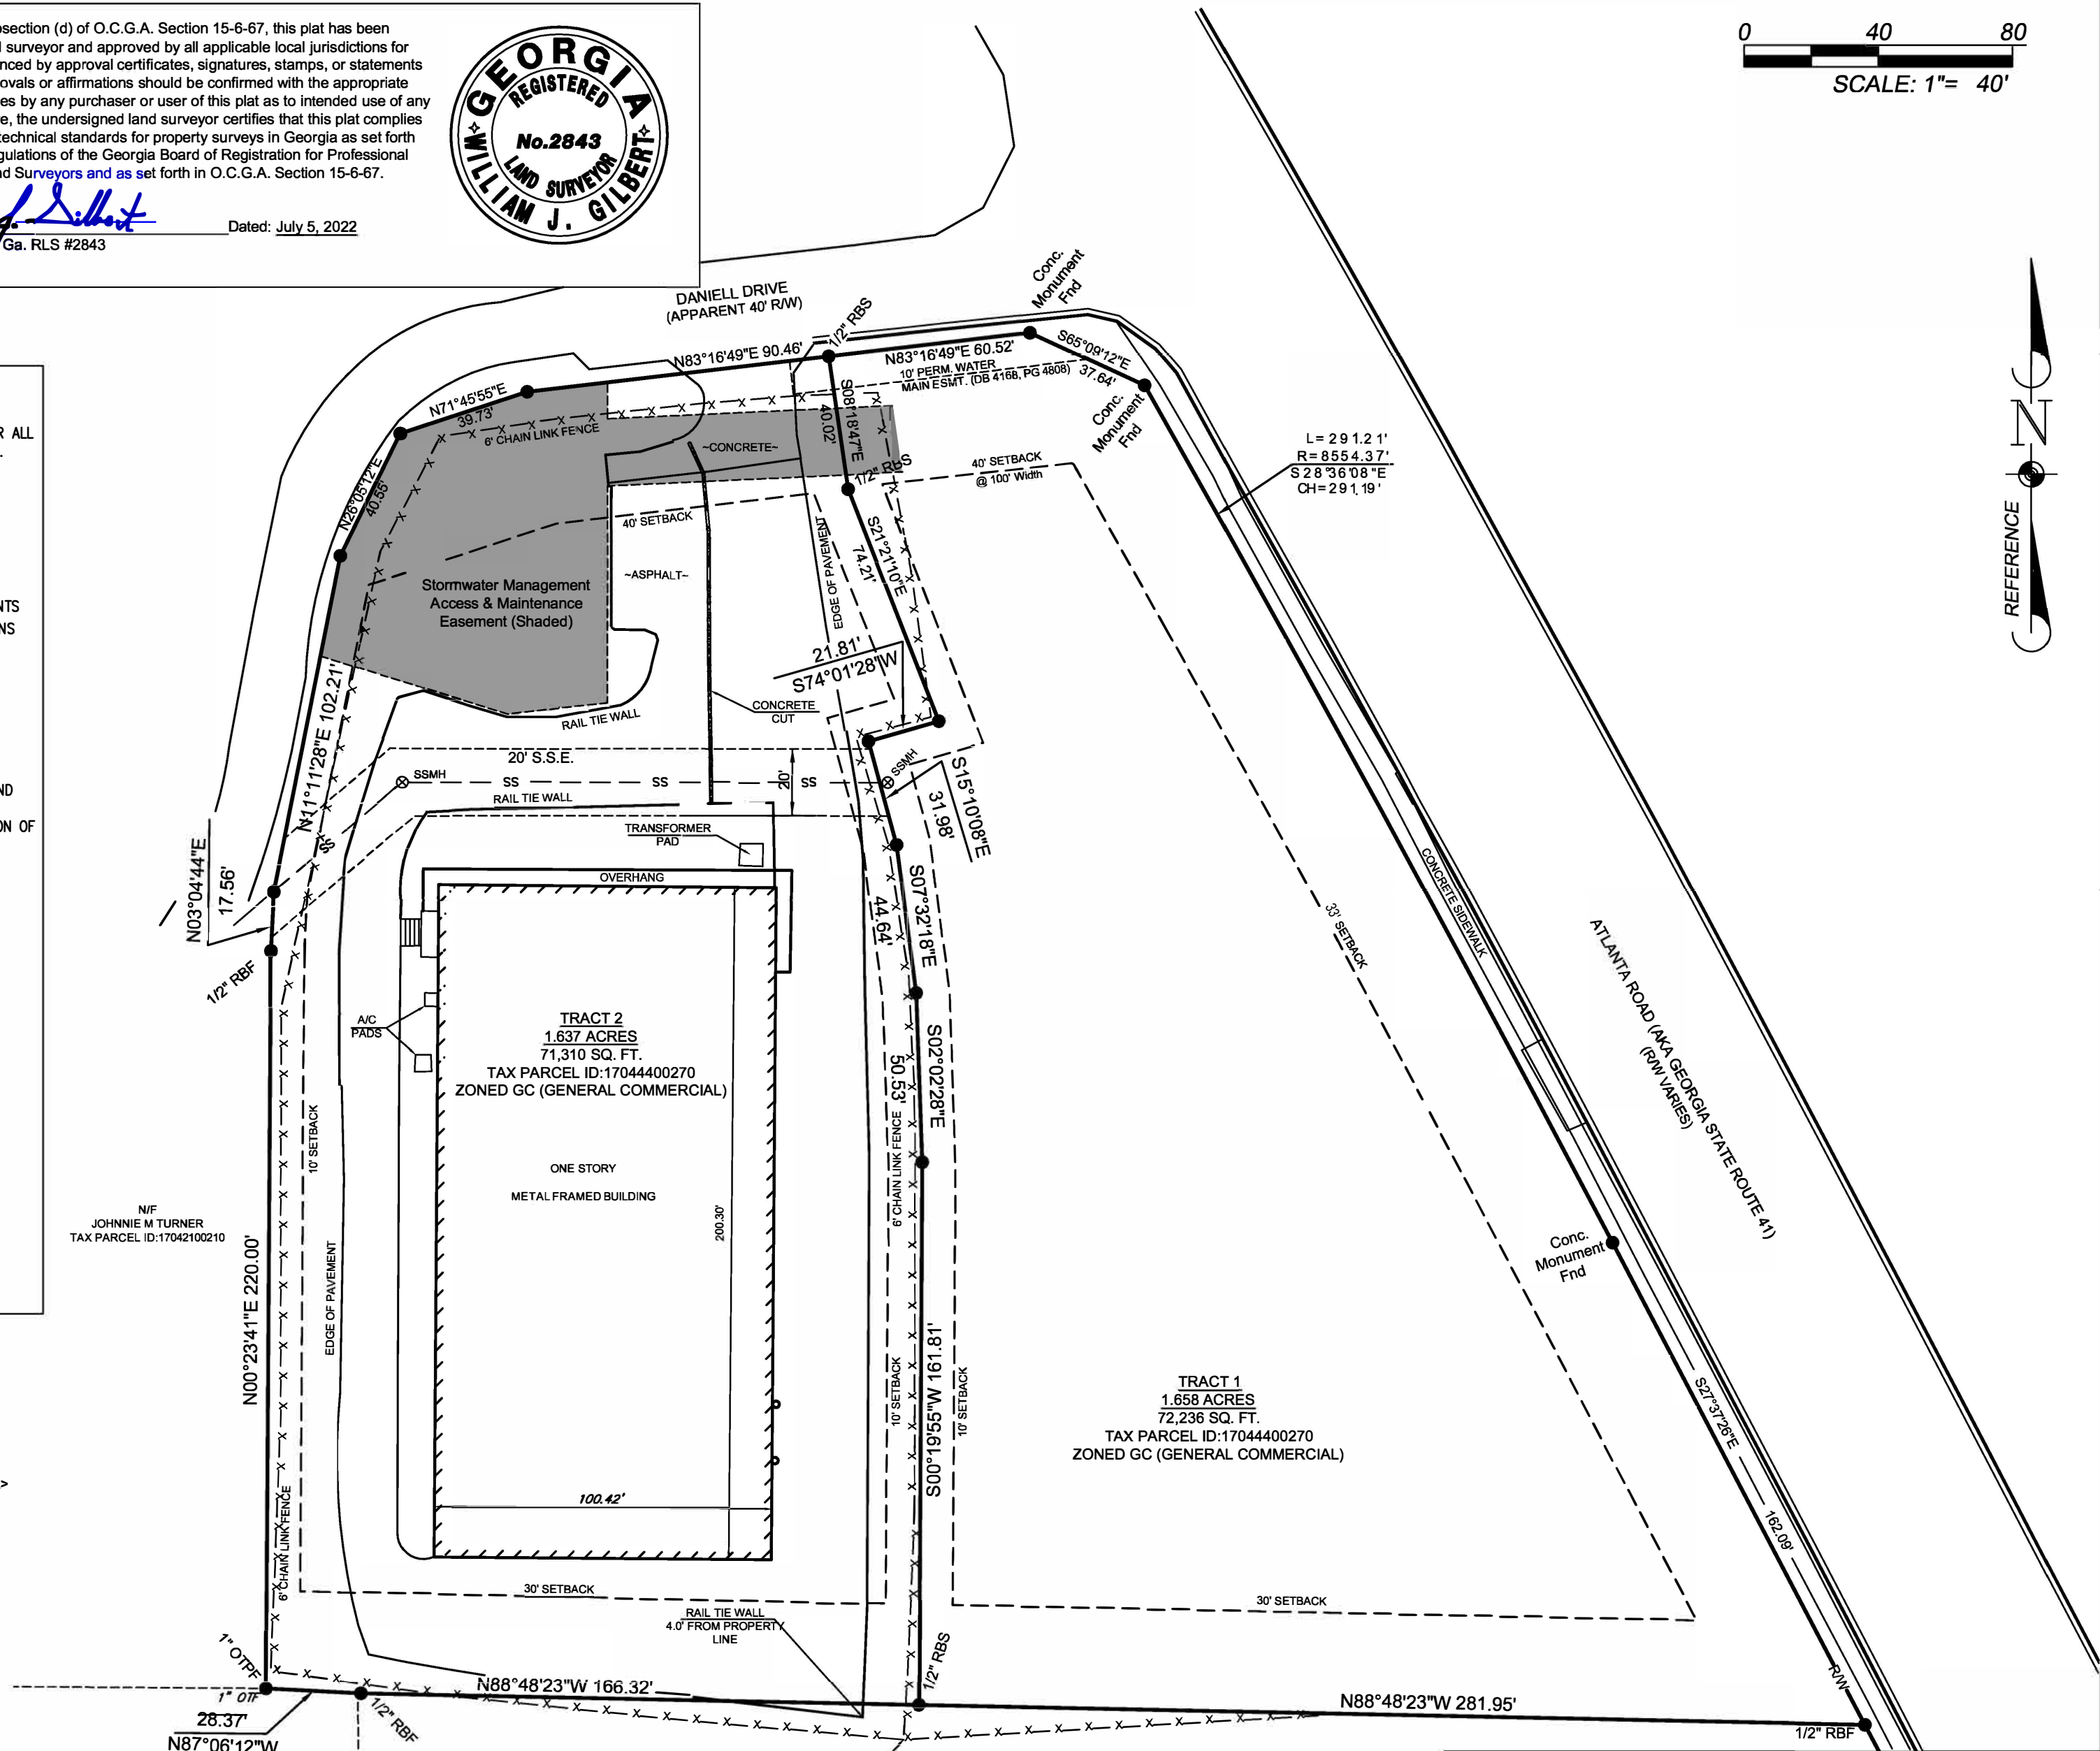 section (d) of O.C.G.A. Section 15-6-67, this plat has been
surveyor and approved by all applicable local jurisdictions for
nced by approval certificates, signatures, stamps, or statements
ovals or affirmations should be confirmed with the appropriate
es by any purchaser or user of this plat as to intended use of any
e, the undersigned land surveyor certifies that this plat complies
technical standards for property surveys in Georgia as set forth
gulations of the Georgia Board of Registration for Professional
nd Surveyors and as set forth in O.C.G.A. Section 15-6-67.
Dated: July 5, 2022
Ga. RLS #2843
GEORGIA
REGISTERED
No.2843
LAND SURVEYOR
WILLIAM J. GILBERT
0 40 80
SCALE: 1"= 40'
N
REFERENCE
R ALL
NTS
NS
ND
ON OF
DANIELL DRIVE
(APPARENT 40' R/W)
1/2" RBS
Conc.
Monument
Fnd
N83°16'49"E 90.46'
N83°16'49"E 60.52'
S65°09'12"E
37.64'
10' PERM. WATER
MAIN ESMT. (DB 4168, PG 4808)
Conc.
Monument
Fnd
N71°45'55"E
39.73'
6' CHAIN LINK FENCE
N26°05'12"E
40.55'
~CONCRETE~
S08°18'47"E
40.02'
1/2" RBS
40' SETBACK
@ 100' Width
L=291.21'
R=8554.37'
S28°36'08"E
CH=291.19'
40' SETBACK
~ASPHALT~
Stormwater Management
Access & Maintenance
Easement (Shaded)
EDGE OF PAVEMENT
S21°21'10"E
74.21'
21.81'
S74°01'28"W
CONCRETE
CUT
RAIL TIE WALL
N11°11'28"E 102.21'
20' S.S.E.
SSMH
SS
SS
SS
SS
20'
SSMH
RAIL TIE WALL
S15°10'08"E
31.98'
TRANSFORMER
PAD
OVERHANG
N03°04'44"E
17.56'
1/2" RBF
S07°32'18"E
44.64'
CONCRETE SIDEWALK
33' SETBACK
ATLANTA ROAD (AKA GEORGIA STATE ROUTE 41)
(R/W VARIES)
A/C
PADS
TRACT 2
1.637 ACRES
71,310 SQ. FT.
TAX PARCEL ID:17044400270
ZONED GC (GENERAL COMMERCIAL)
S02°02'28"E
50.53'
6' CHAIN LINK FENCE
10' SETBACK
ONE STORY
METAL FRAMED BUILDING
200.30'
N/F
JOHNNIE M TURNER
TAX PARCEL ID:17042100210
N00°23'41"E 220.00'
EDGE OF PAVEMENT
Conc.
Monument
Fnd
10' SETBACK
S00°19'55"W 161.81'
10' SETBACK
TRACT 1
1.658 ACRES
72,236 SQ. FT.
TAX PARCEL ID:17044400270
ZONED GC (GENERAL COMMERCIAL)
S27°37'26"E
162.09'
100.42'
6' CHAIN LINK FENCE
30' SETBACK
30' SETBACK
RAIL TIE WALL
4.0' FROM PROPERTY
LINE
1/2" RBS
1" OTPF
1" OTF
N88°48'23"W 166.32'
N88°48'23"W 281.95'
R/W
1/2" RBF
28.37'
N87°06'12"W
1/2" RBF